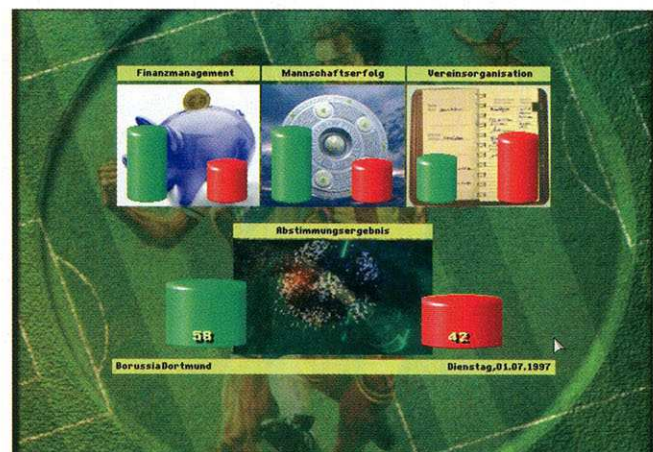 Finanzmanagement
Mannschaftserfolg
Vereinsorganisation
Abstimmungsergebnis
58
42
BorussiaDortmund
Dienstag,01.07.1997